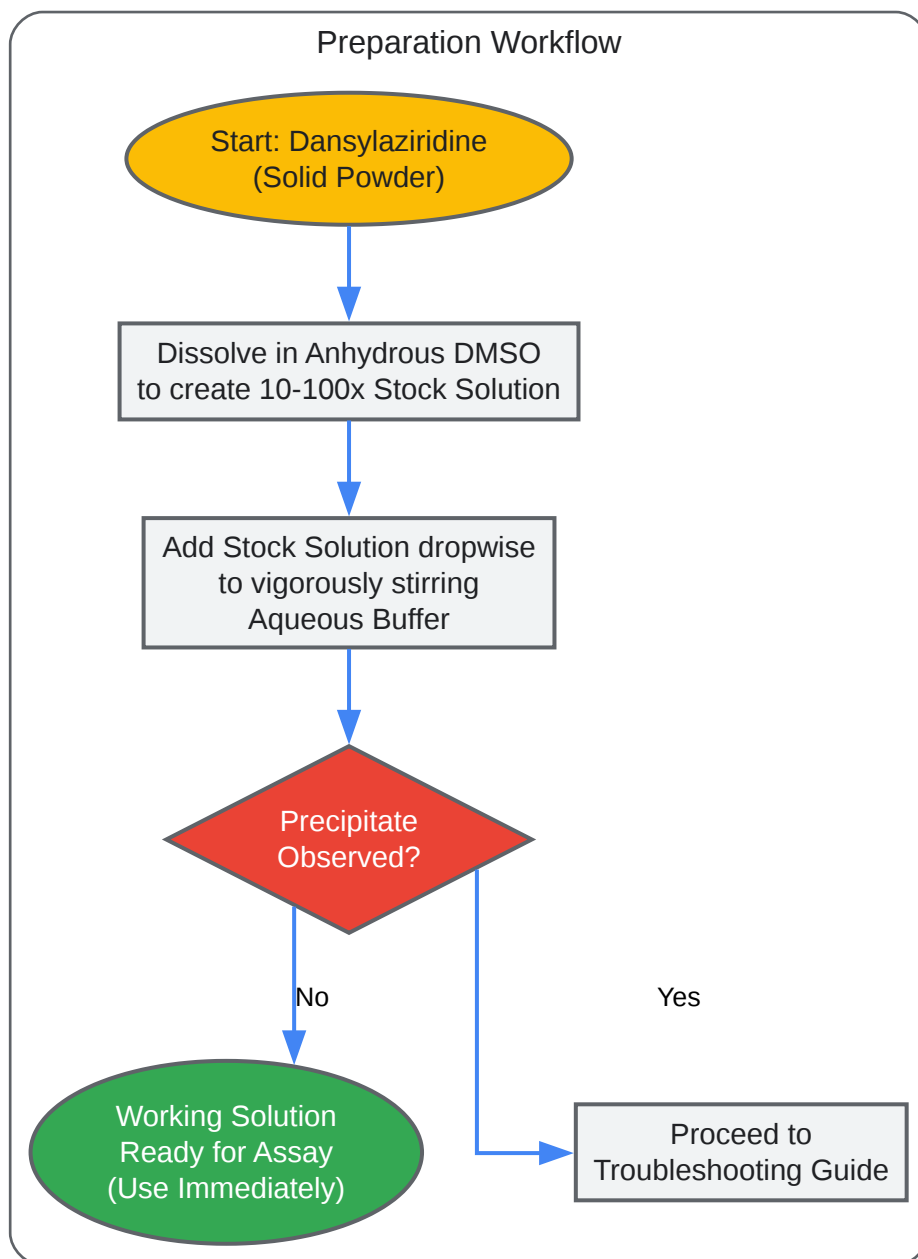 Preparation Workflow
Start: Dansylaziridine
(Solid Powder)
Dissolve in Anhydrous DMSO
to create 10-100x Stock Solution
Add Stock Solution dropwise
to vigorously stirring
Aqueous Buffer
Precipitate
Observed?
No
Yes
Working Solution
Ready for Assay
(Use Immediately)
Proceed to
Troubleshooting Guide